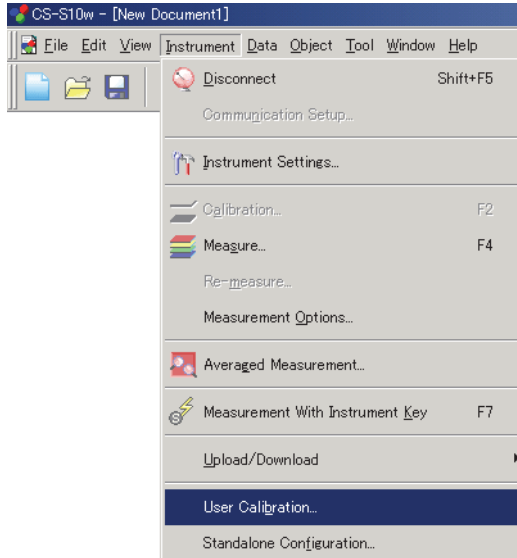 CS-S10w - [New Document1]
File Edit View Instrument Data Object Tool Window Help
Disconnect Shift+F5
Communication Setup...
Instrument Settings...
Calibration... F2
Measure... F4
Re-measure...
Measurement Options...
Averaged Measurement...
Measurement With Instrument Key F7
Upload/Download
User Calibration...
Standalone Configuration...